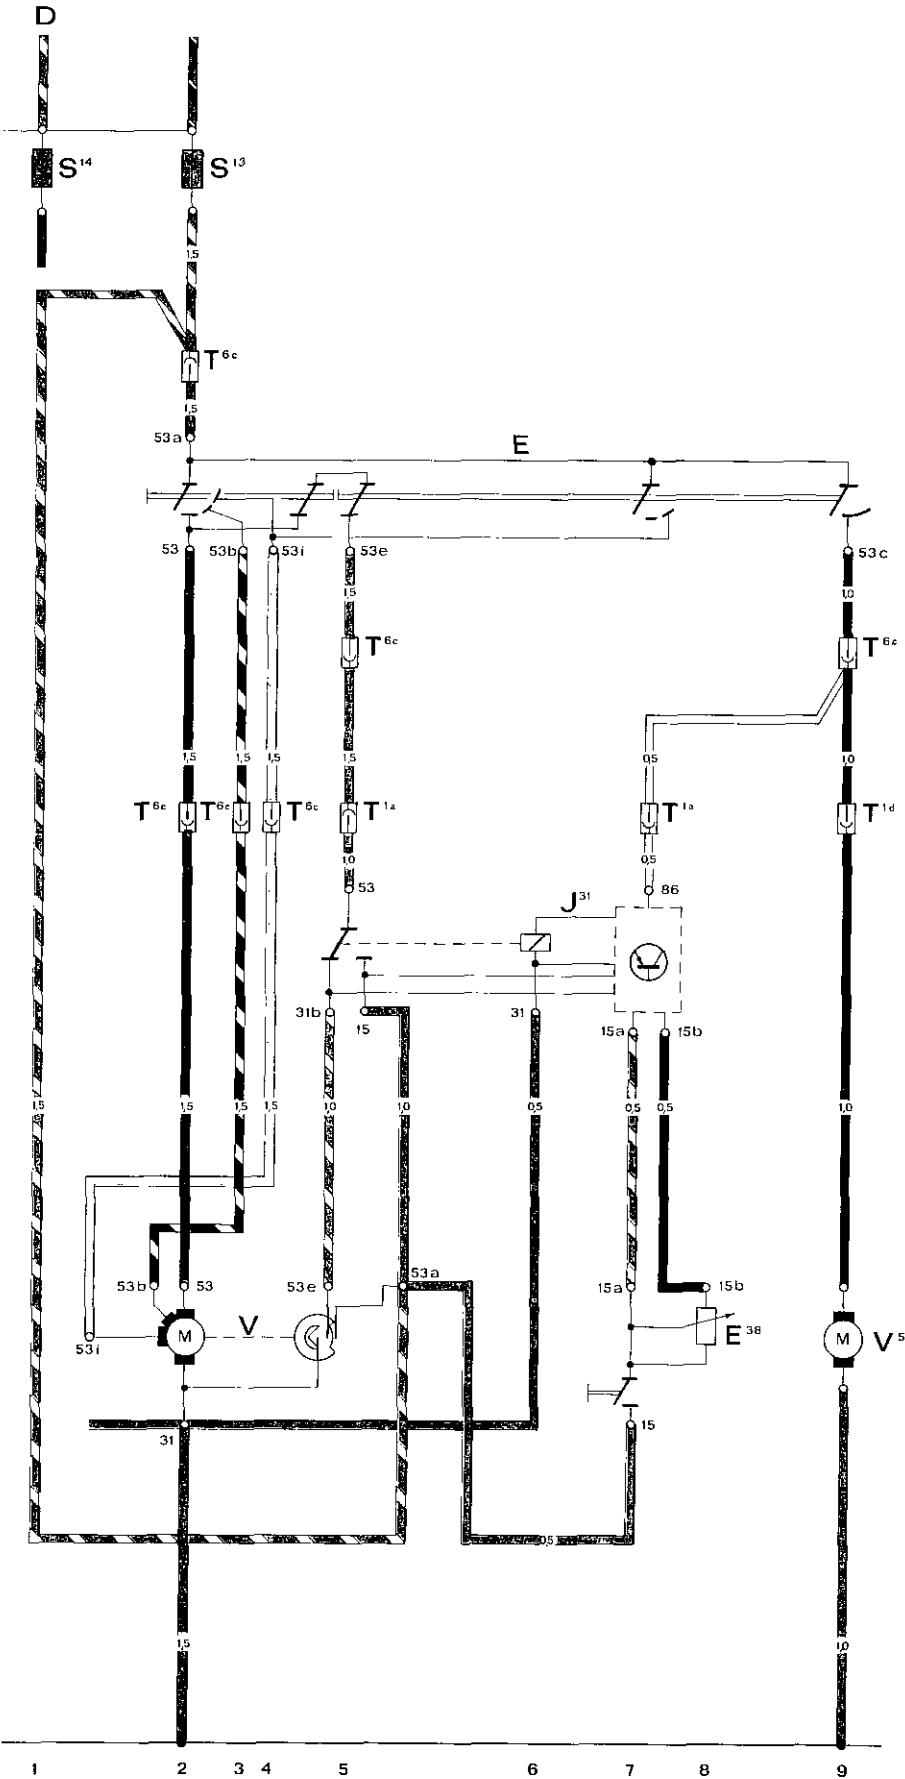 D
S14 S13
1,5
T6c
1,5
53a
E
53 53b 53i 53e 53c
1,5 1,0
T6c T6c
1,5 1,5 1,5 1,5 0,5 1,0
T6c T6c T6c T1a T1b T1d
1,0 0,5
53 86
J31
31b 15 31 15a 15b
1,5 1,5 1,5 1,5 1,0 1,0 0,5 0,5 0,5 1,0
53a
53b 53 53e 15a 15b
M V E38 M V5
53i
31 15
0,5
1,5 1,0
1 2 3 4 5 6 7 8 9